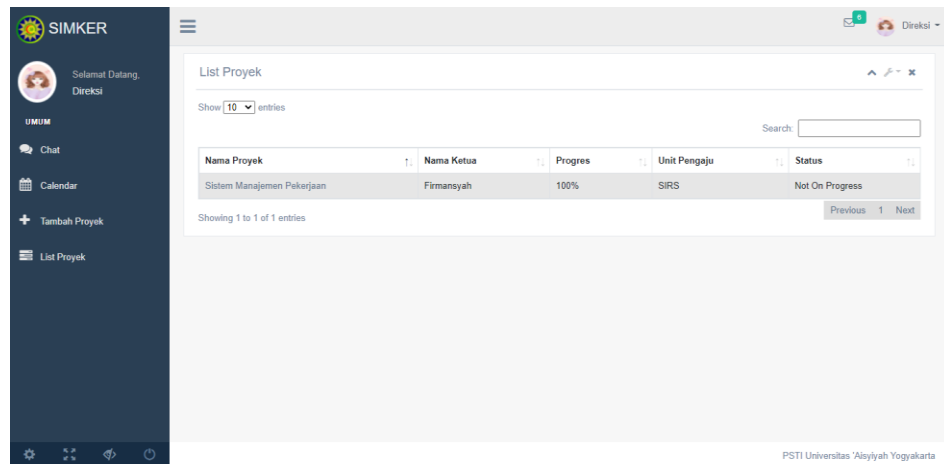 SIMKER
6
Direksi
Selamat Datang,
Direksi
UMUM
Chat
Calendar
Tambah Proyek
List Proyek
List Proyek
Show 10 entries
Search:
Nama Proyek Nama Ketua Progres Unit Pengaju Status
Sistem Manajemen Pekerjaan Firmansyah 100% SIRS Not On Progress
Showing 1 to 1 of 1 entries
Previous 1 Next
PSTI Universitas 'Aisyiyah Yogyakarta